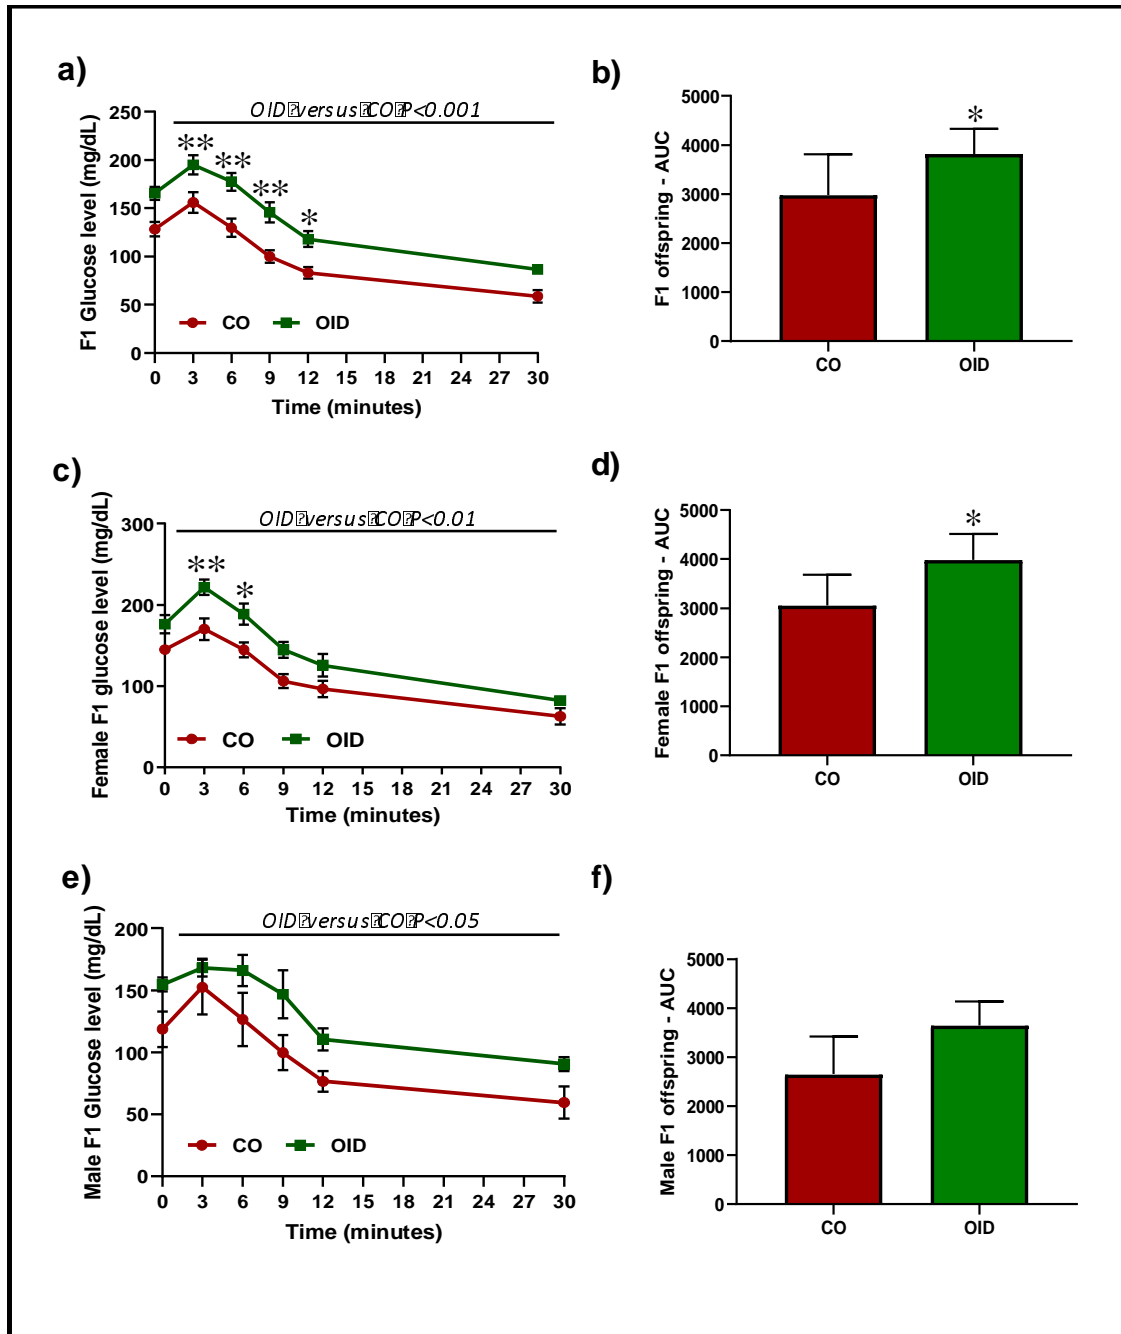 a)
OID versus CO P<0.001
F1 Glucose level (mg/dL)
250
200
150
100
50
0
**
**
**
*
CO
OID
0 3 6 9 12 15 18 21 24 27 30
Time (minutes)
b)
F1 offspring - AUC
5000
4000
3000
2000
1000
0
*
CO OID
c)
OID versus CO P<0.01
Female F1 glucose level (mg/dL)
300
200
100
0
**
*
CO
OID
0 3 6 9 12 15 18 21 24 27 30
Time (minutes)
d)
Female F1 offspring - AUC
5000
4000
3000
2000
1000
0
*
CO OID
e)
OID versus CO P<0.05
Male F1 Glucose level (mg/dL)
200
150
100
50
0
CO
OID
0 3 6 9 12 15 18 21 24 27 30
Time (minutes)
f)
Male F1 offspring - AUC
5000
4000
3000
2000
1000
0
CO OID